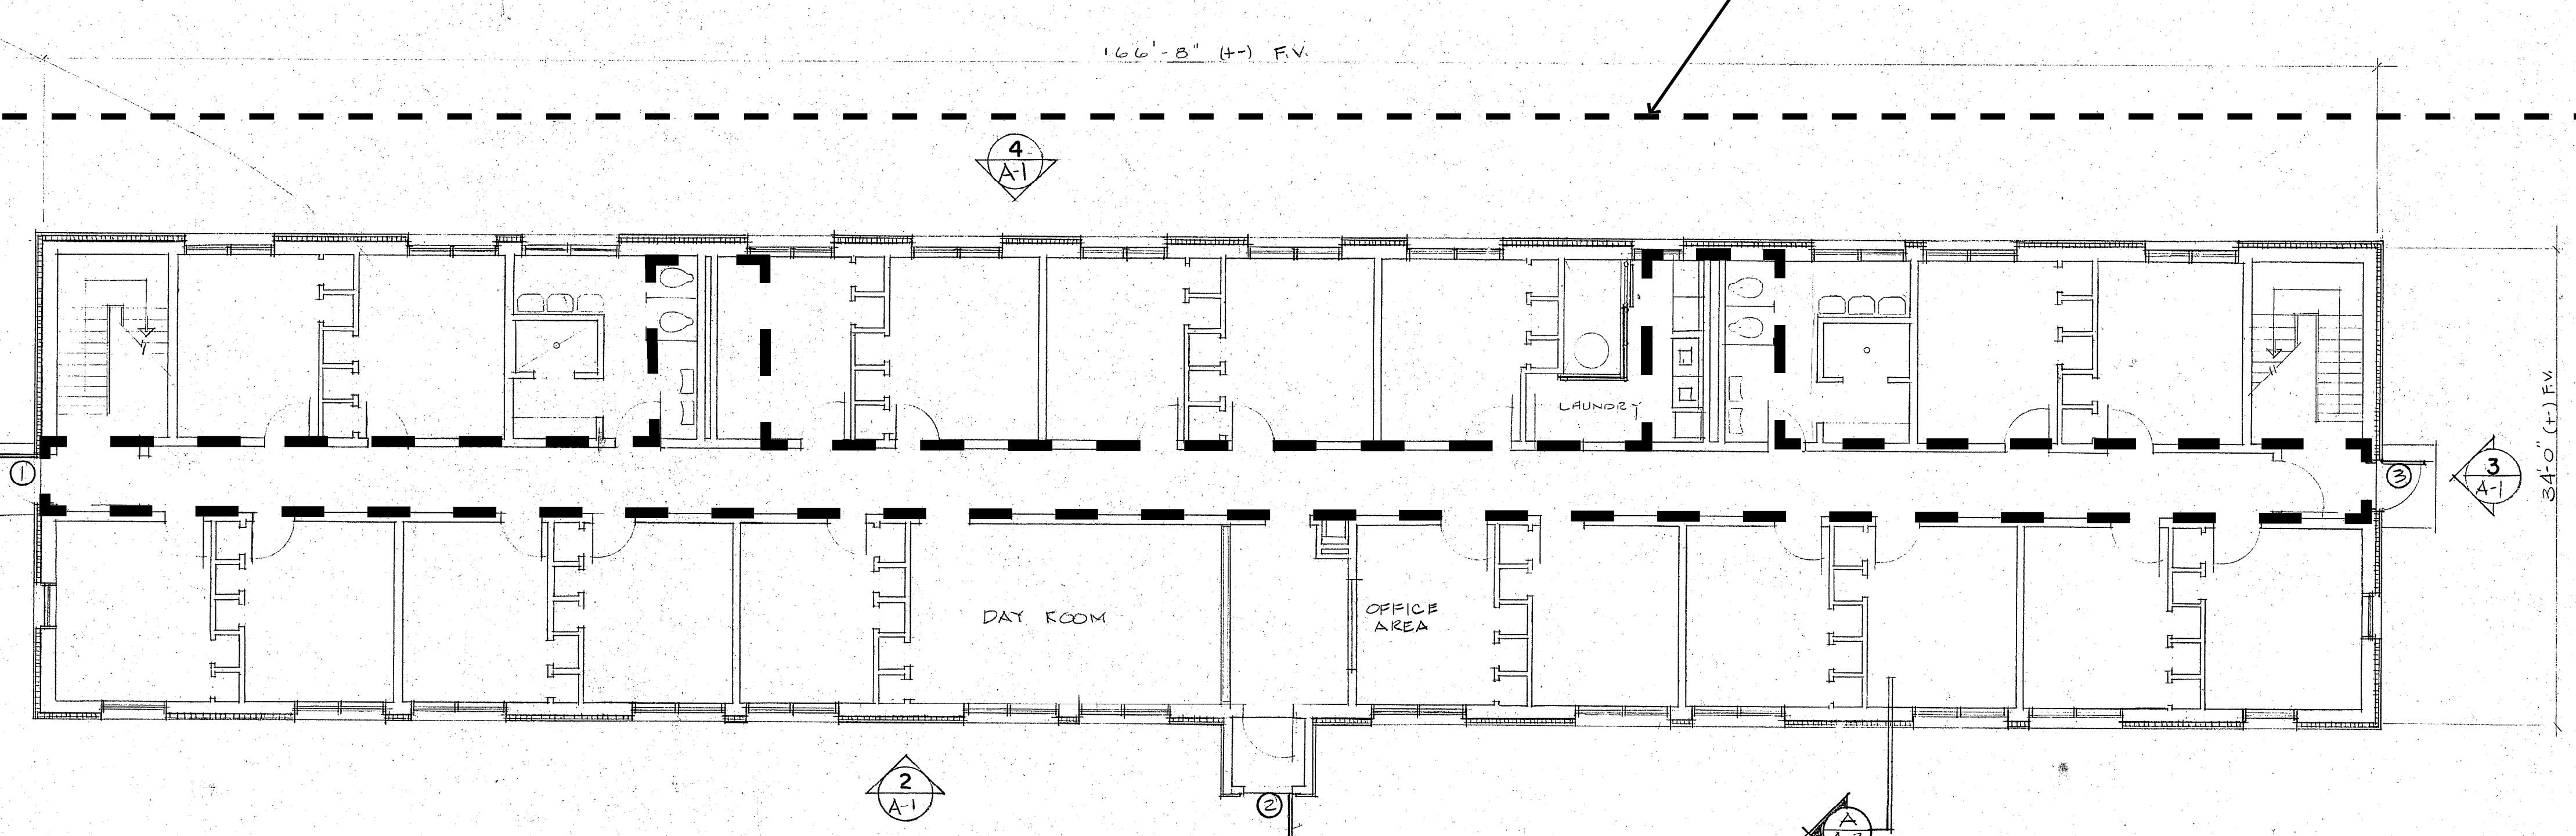 166'-8" (+-) F.V.
4
A-1
1
LAUNDRY
3
3
A-1
34'-0" (+-) F.V.
DAY ROOM
OFFICE
AREA
2
A-1
2
A